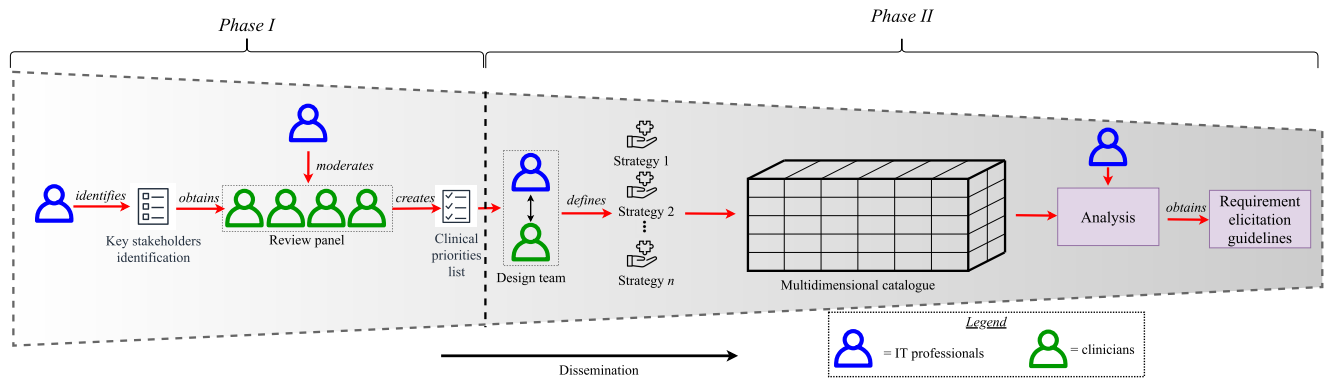 Phase I
Phase II
identifies
Key stakeholders
identification
obtains
moderates
Review panel
creates
Clinical
priorities
list
Design team
defines
Strategy 1
Strategy 2
Strategy n
Multidimensional catalogue
Analysis
obtains
Requirement
elicitation
guidelines
Dissemination
Legend
= IT professionals
= clinicians